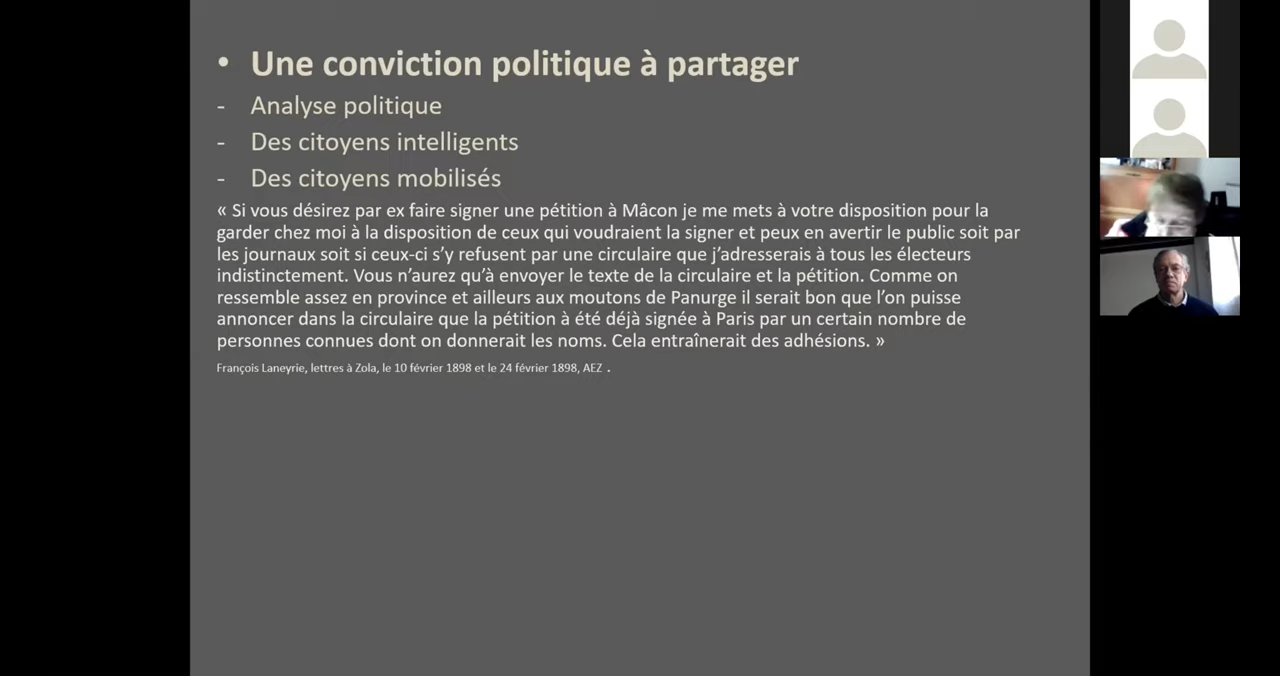 • Une conviction politique à partager
- Analyse politique
- Des citoyens intelligents
- Des citoyens mobilisés
« Si vous désirez par ex faire signer une pétition à Mâcon je me mets à votre disposition pour la
garder chez moi à la disposition de ceux qui voudraient la signer et peux en avertir le public soit par
les journaux soit si ceux-ci s’y refusent par une circulaire que j’adresserais à tous les électeurs
indistinctement. Vous n’aurez qu’à envoyer le texte de la circulaire et la pétition. Comme on
ressemble assez en province et ailleurs aux moutons de Panurge il serait bon que l’on puisse
annoncer dans la circulaire que la pétition à été déjà signée à Paris par un certain nombre de
personnes connues dont on donnerait les noms. Cela entraînerait des adhésions. »
François Laneyrie, lettres à Zola, le 10 février 1898 et le 24 février 1898, AEZ .